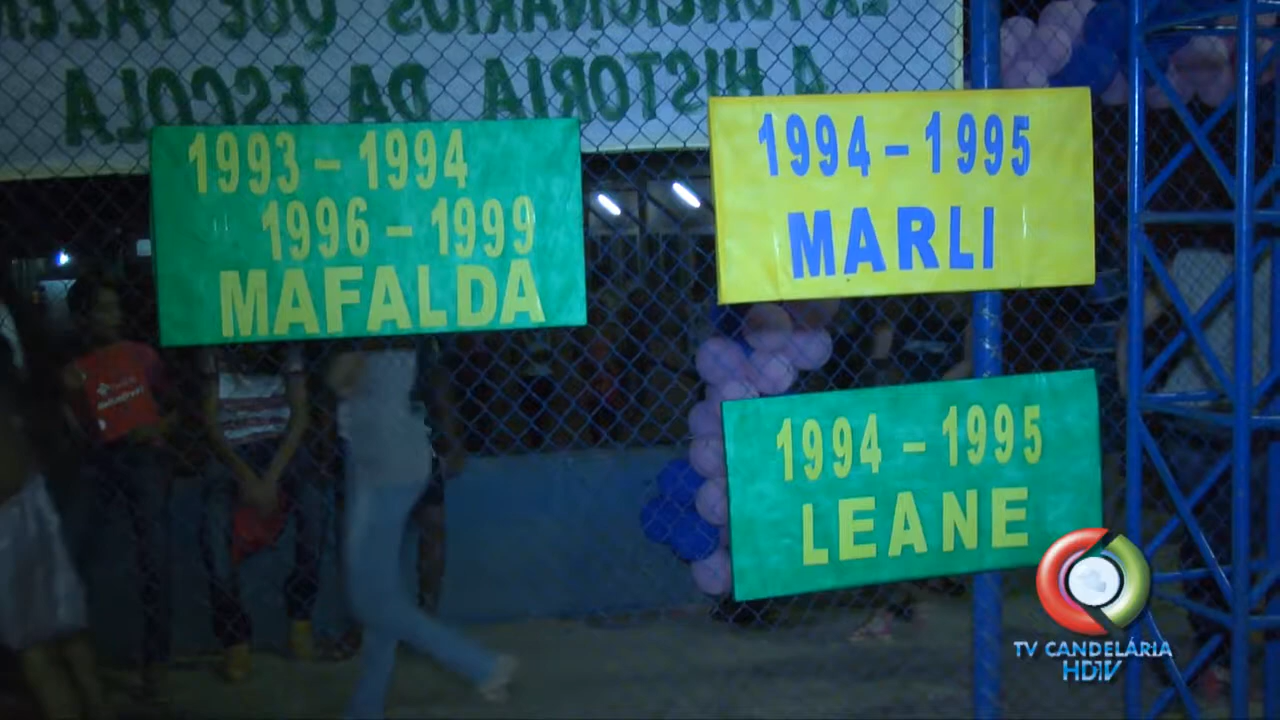 EX FUNCIONÁRIOS QUE FAZEM
A HISTÓRIA DA ESCOLA
1993 – 1994
1996 – 1999
MAFALDA
1994 – 1995
MARLI
1994 – 1995
LEANE
TV CANDELÁRIA
HDTV